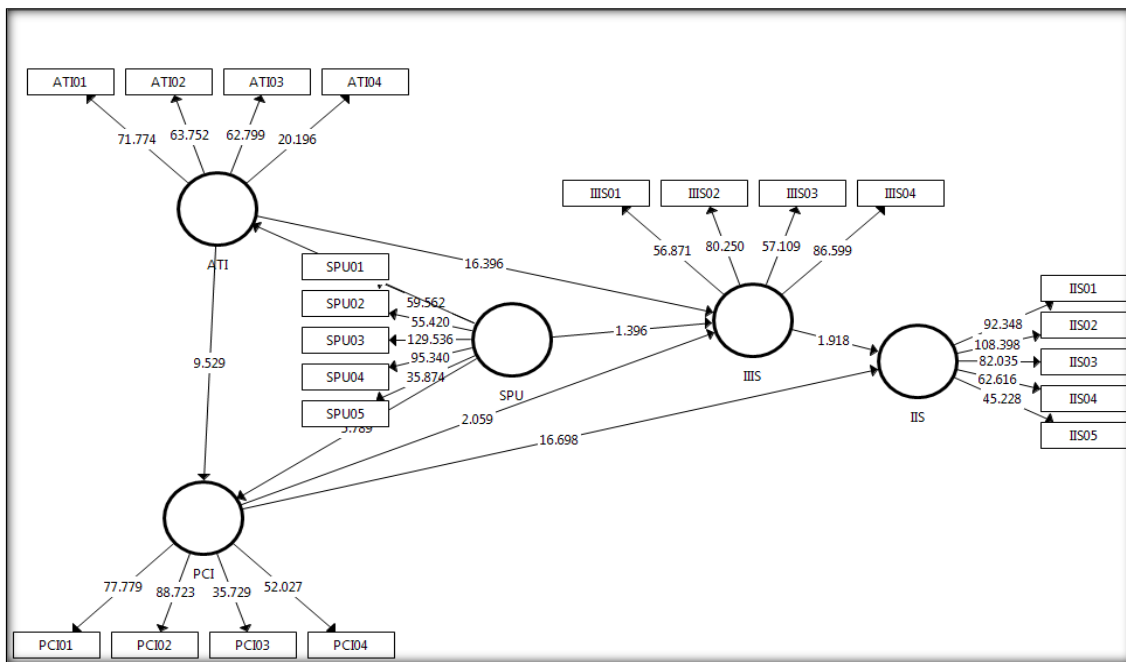 ATI01 ATI02 ATI03 ATI04
71.774 63.752 62.799 20.196
ATI
IIIS01 IIIS02 IIIS03 IIIS04
56.871 80.250 57.109 86.599
IIIS
16.396
SPU01
SPU02
SPU03
SPU04
SPU05
59.562
55.420
129.536
95.340
35.874
SPU
1.396
1.918
IIS01
IIS02
IIS03
IIS04
IIS05
92.348
108.398
82.035
62.616
45.228
IIS
9.529
2.059
16.698
PCI
77.779 88.723 35.729 52.027
PCI01 PCI02 PCI03 PCI04